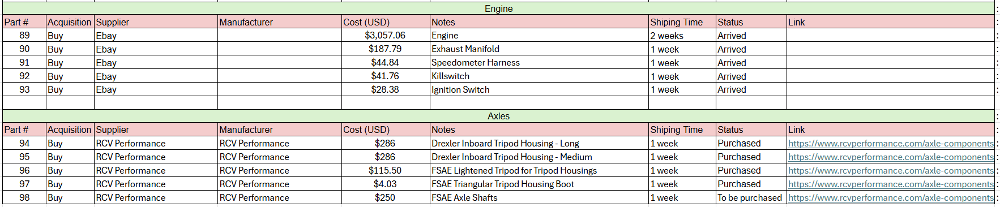 Engine
Part # Acquisition Supplier Manufacturer Cost (USD) Notes Shiping Time Status Link
89 Buy Ebay $3,057.06 Engine 2 weeks Arrived
90 Buy Ebay $187.79 Exhaust Manifold 1 week Arrived
91 Buy Ebay $44.84 Speedometer Harness 1 week Arrived
92 Buy Ebay $41.76 Killswitch 1 week Arrived
93 Buy Ebay $28.38 Ignition Switch 1 week Arrived
Axles
Part # Acquisition Supplier Manufacturer Cost (USD) Notes Shiping Time Status Link
94 Buy RCV Performance RCV Performance $286 Drexler Inboard Tripod Housing - Long 1 week Purchased https://www.rcvperformance.com/axle-components
95 Buy RCV Performance RCV Performance $286 Drexler Inboard Tripod Housing - Medium 1 week Purchased https://www.rcvperformance.com/axle-components
96 Buy RCV Performance RCV Performance $115.50 FSAE Lightened Tripod for Tripod Housings 1 week Purchased https://www.rcvperformance.com/axle-components
97 Buy RCV Performance RCV Performance $4.03 FSAE Triangular Tripod Housing Boot 1 week Purchased https://www.rcvperformance.com/axle-components
98 Buy RCV Performance RCV Performance $250 FSAE Axle Shafts 1 week To be purchased https://www.rcvperformance.com/axle-components